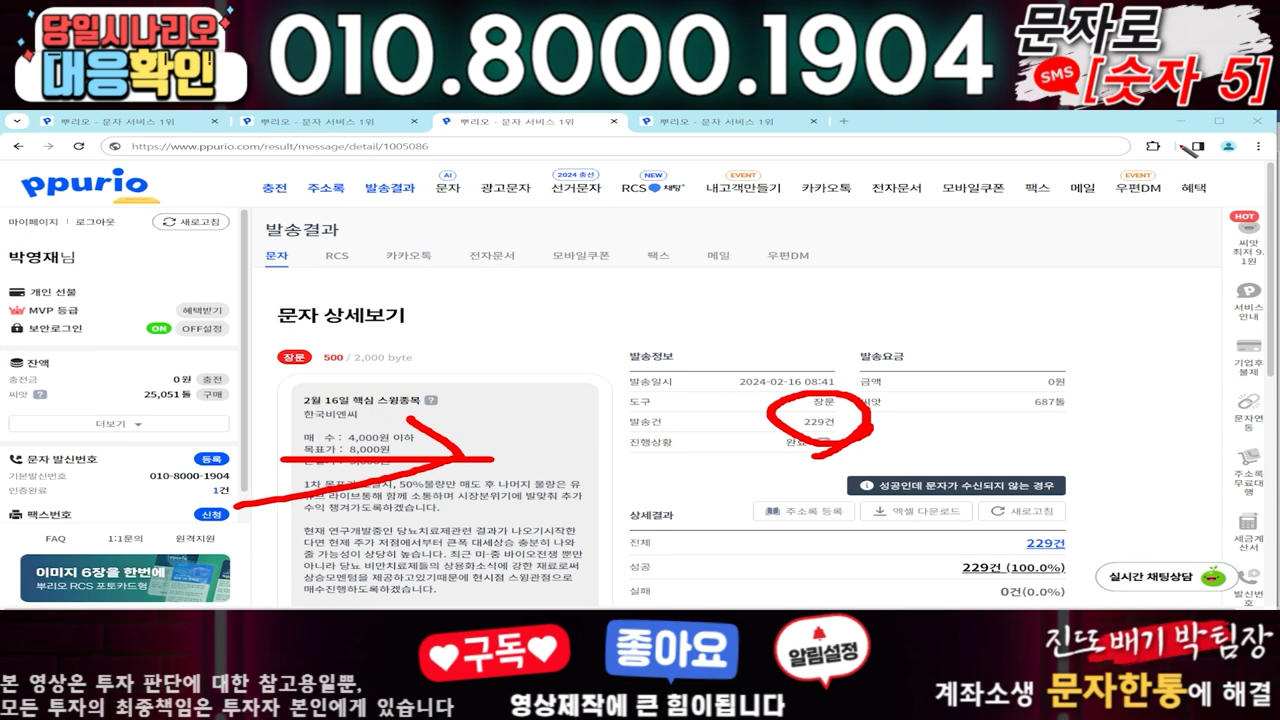 당일시나리오
대응확인
010.8000.1904
문자로
SMS
[숫자 5]
뿌리오 - 문자 서비스 1위
뿌리오 - 문자 서비스 1위
뿌리오 - 문자 서비스 1위
뿌리오 - 문자 서비스 1위
https://www.ppurio.com/result/message/detail/1005086
ppurio
충전
주소록
발송결과
AI
문자
광고문자
2024 총선
선거문자
NEW
RCS 채팅+
EVENT
내고객만들기
카카오톡
전자문서
모바일쿠폰
팩스
메일
EVENT
우편DM
혜택
마이페이지 | 로그아웃
새로고침
박영재님
개인 선불
MVP 등급
혜택받기
보안로그인
ON
OFF설정
잔액
충전금
0원
충전
씨앗 ?
25,051톨
구매
더보기
문자 발신번호
등록
기본발신번호
010-8000-1904
인증완료
1건
팩스번호
신청
FAQ
1:1문의
원격지원
이미지 6장을 한번에
뿌리오 RCS 포토카드형
발송결과
문자
RCS
카카오톡
전자문서
모바일쿠폰
팩스
메일
우편DM
문자 상세보기
장문
500 / 2,000 byte
2월 16일 핵심 스윙종목 ?
한국비엔씨
매 수 : 4,000원 이하
목표가 : 8,000원
1차 목표가
시, 50%물량만 매도 후 나머지 물량은 유
브 라이브통해 함께 소통하며 시장분위기에 발맞춰 추가
수익 챙겨가도록하겠습니다.
현재 연구개발중인 당뇨치료제관련 결과가 나오기시작한
다면 현재 주가 저점에서부터 큰폭 대세상승 충분히 나와
줄 가능성이 상당히 높습니다. 최근 미·중 바이오전쟁 뿐만
아니라 당뇨 비만치료제들의 상용화소식에 강한 재료로써
상승모멘텀을 제공하고있기때문에 현시점 스윙관점으로
매수진행하도록하겠습니다.
발송정보
발송일시
2024-02-16 08:41
도구
장문
발송건
229건
진행상황
완료
발송요금
금액
0원
씨앗
687톨
성공인데 문자가 수신되지 않는 경우
상세결과
주소록 등록
엑셀 다운로드
새로고침
전체
229건
성공
229건 (100.0%)
실패
0건(0.0%)
HOT
씨앗
최저 9.
1원
서비스
안내
기업후
불제
문자연
동
주소록
무료대
행
세금계
산서
발신번
호
실시간 채팅상담
구독
좋아요
알림설정
영상제작에 큰 힘이됩니다
본 영상은 투자 판단에 대한 참고용일뿐,
모든 투자의 최종책임은 투자자 본인에게 있습니다
진또배기 박팀장
계좌소생 문자한통에 해결